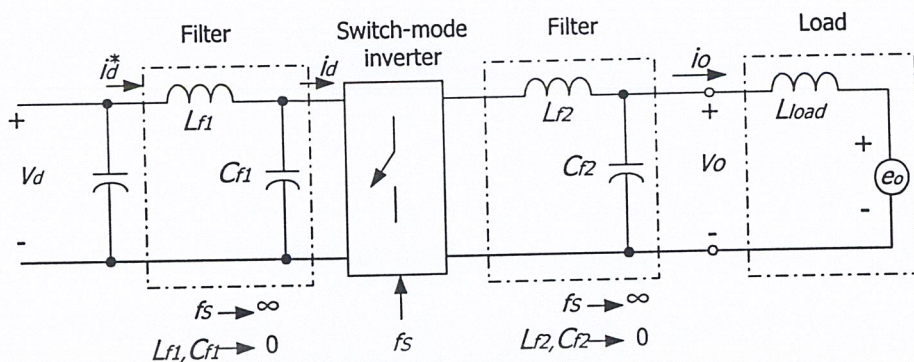 Filter
Switch-mode
inverter
Filter
Load
id*
id
io
Lf1
Lf2
Lload
+
+
+
Vd
Cf1
Cf2
Vo
eo
-
-
-
fs → ∞
fs
fs → ∞
Lf1, Cf1 → 0
Lf2, Cf2 → 0